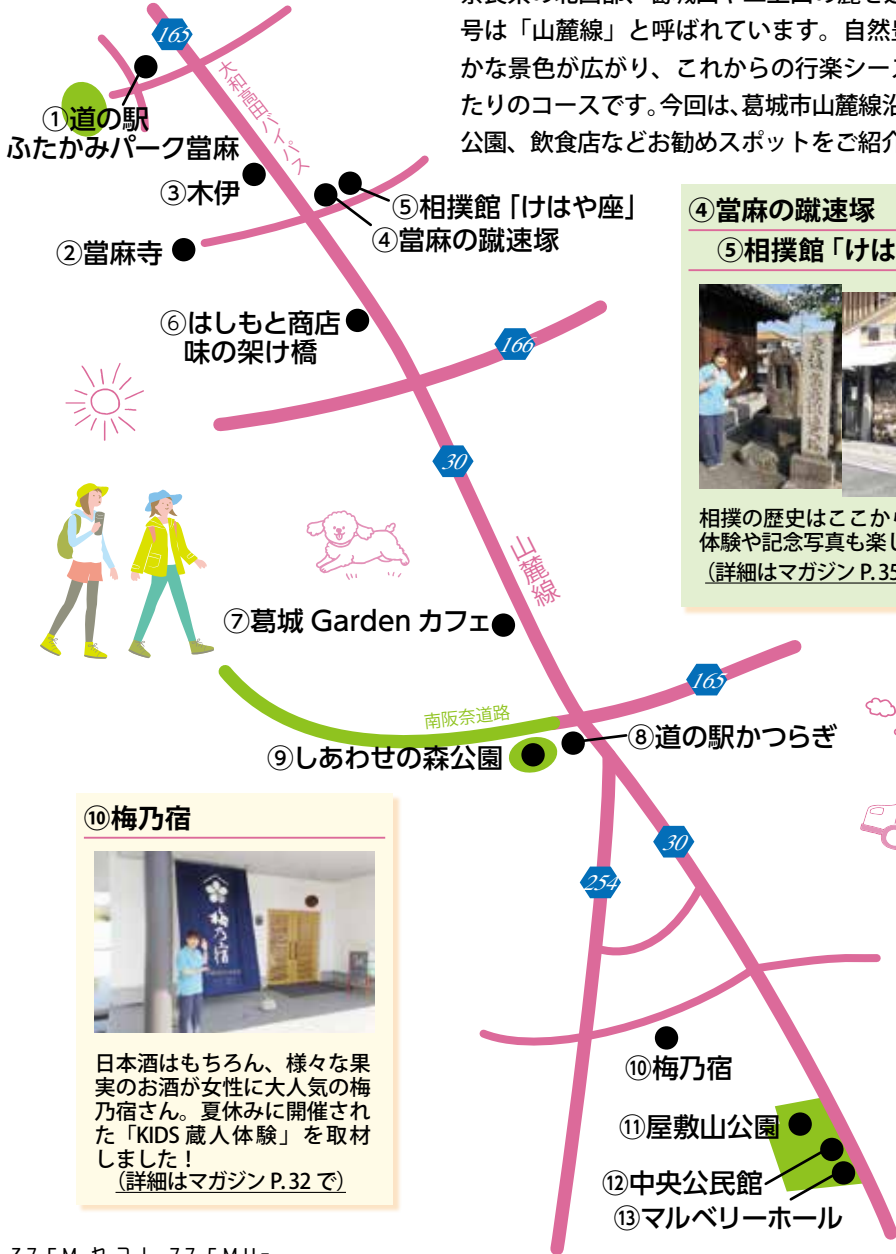 号は「山麓線」と呼ばれています。自然豊
かな景色が広がり、これからの行楽シーズ
たりのコースです。今回は、葛城市山麓線沿
公園、飲食店などお勧めスポットをご紹介
165
大和高田バイパス
①道の駅
ふたかみパーク當麻
③木伊
⑤相撲館「けはや座」
④當麻の蹴速塚
②當麻寺
⑥はしもと商店
味の架け橋
166
30
山麓線
⑦葛城 Garden カフェ
165
南阪奈道路
⑧道の駅かつらぎ
⑨しあわせの森公園
30
254
⑩梅乃宿
⑪屋敷山公園
⑫中央公民館
⑬マルベリーホール
④當麻の蹴速塚
⑤相撲館「けは
相撲の歴史はここから
体験や記念写真も楽し
(詳細はマガジン P.35
⑩梅乃宿
梅乃宿
日本酒はもちろん、様々な果
実のお酒が女性に大人気の梅
乃宿さん。夏休みに開催され
た「KIDS 蔵人体験」を取材
しました！
(詳細はマガジン P.32 で)